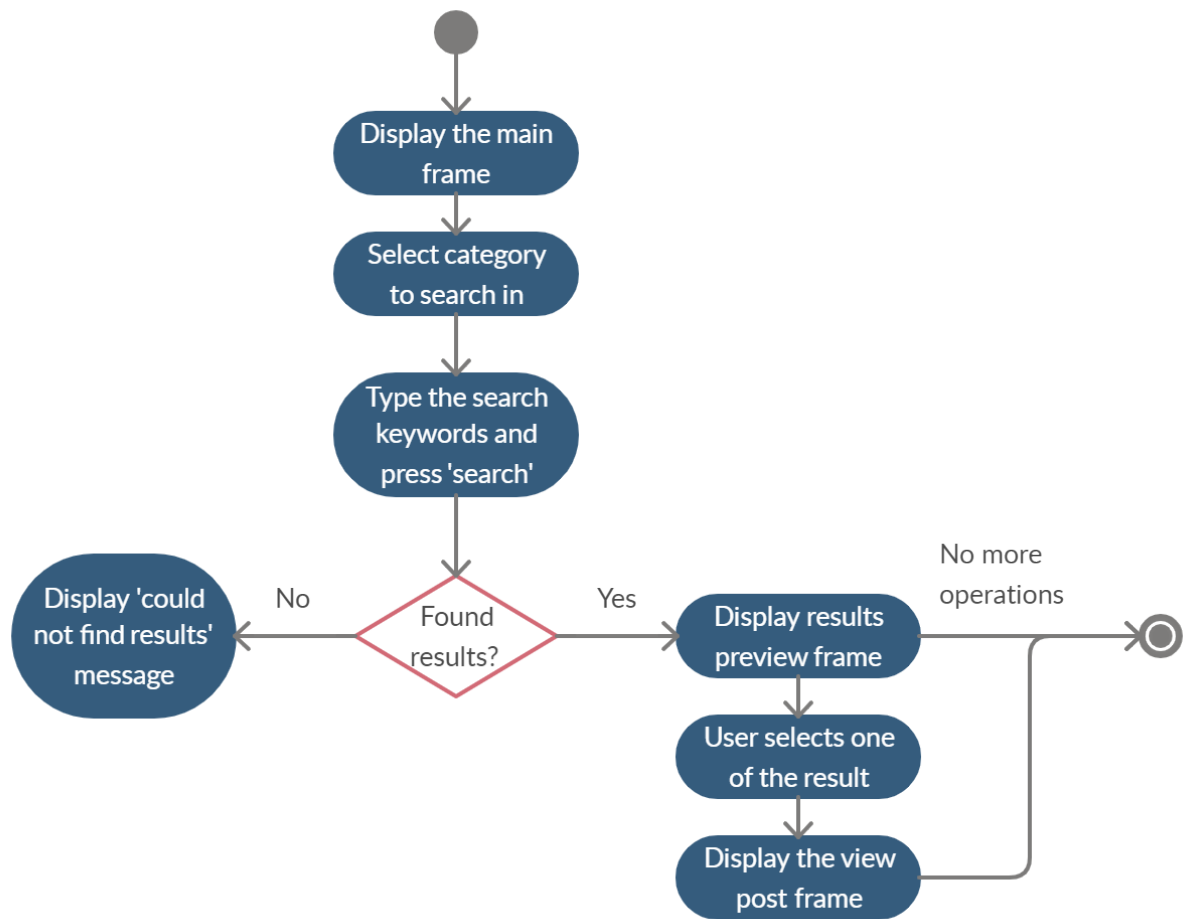 Display the main
frame
Select category
to search in
Type the search
keywords and
press 'search'
Found
results?
No
Display 'could
not find results'
message
Yes
Display results
preview frame
No more
operations
User selects one
of the result
Display the view
post frame